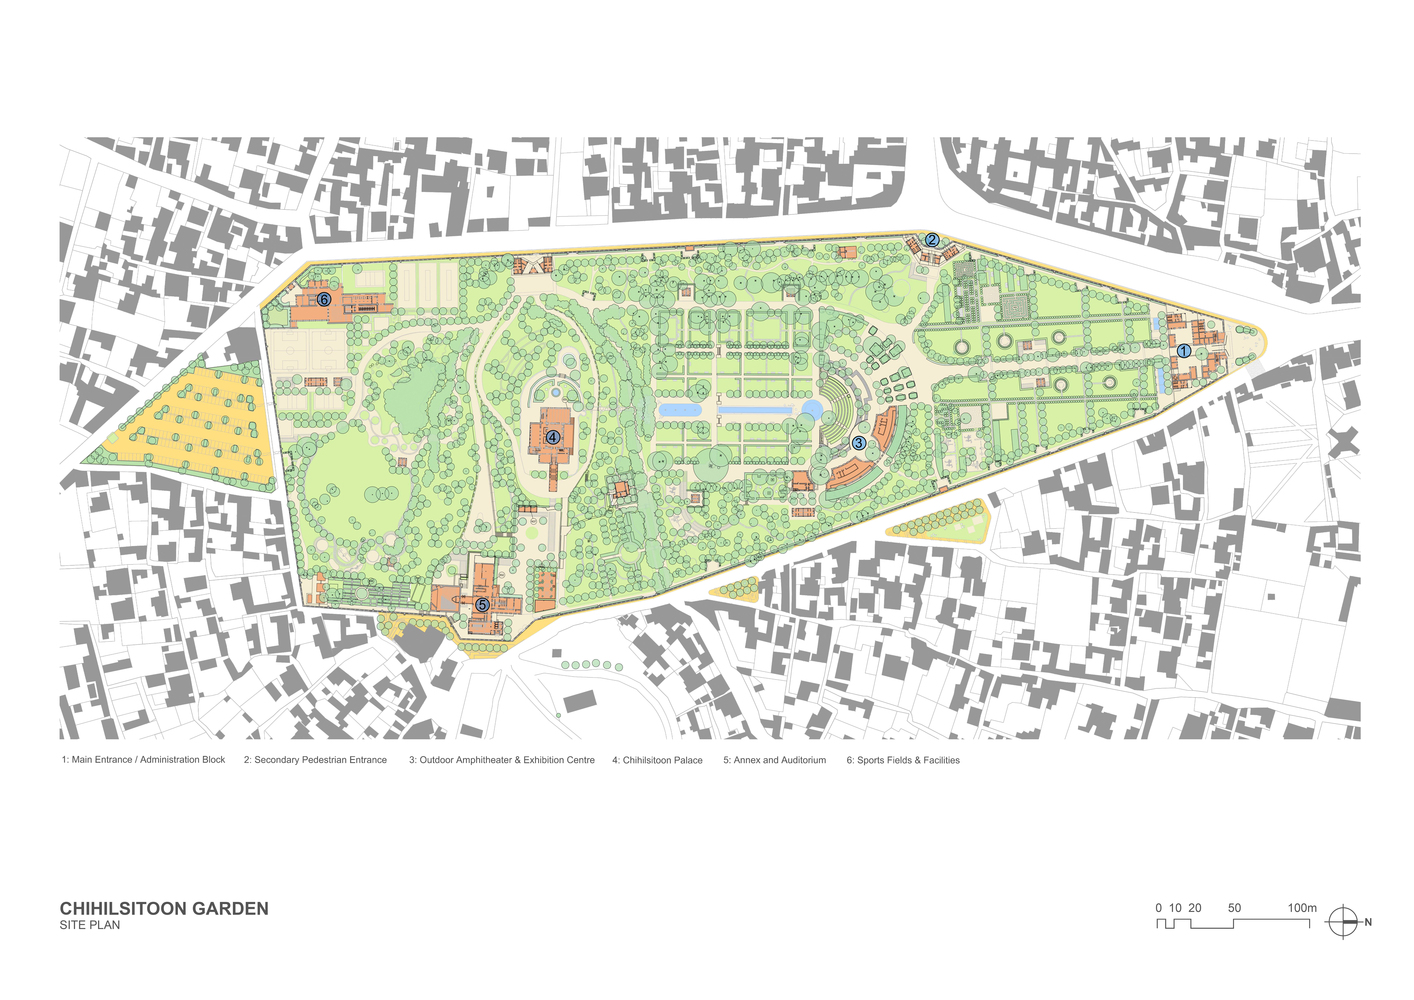 2
6
1
4
3
5
1: Main Entrance / Administration Block 2: Secondary Pedestrian Entrance 3: Outdoor Amphitheater & Exhibition Centre 4: Chihilsitoon Palace 5: Annex and Auditorium 6: Sports Fields & Facilities
CHIHILSITOON GARDEN
SITE PLAN
0 10 20 50 100m
N